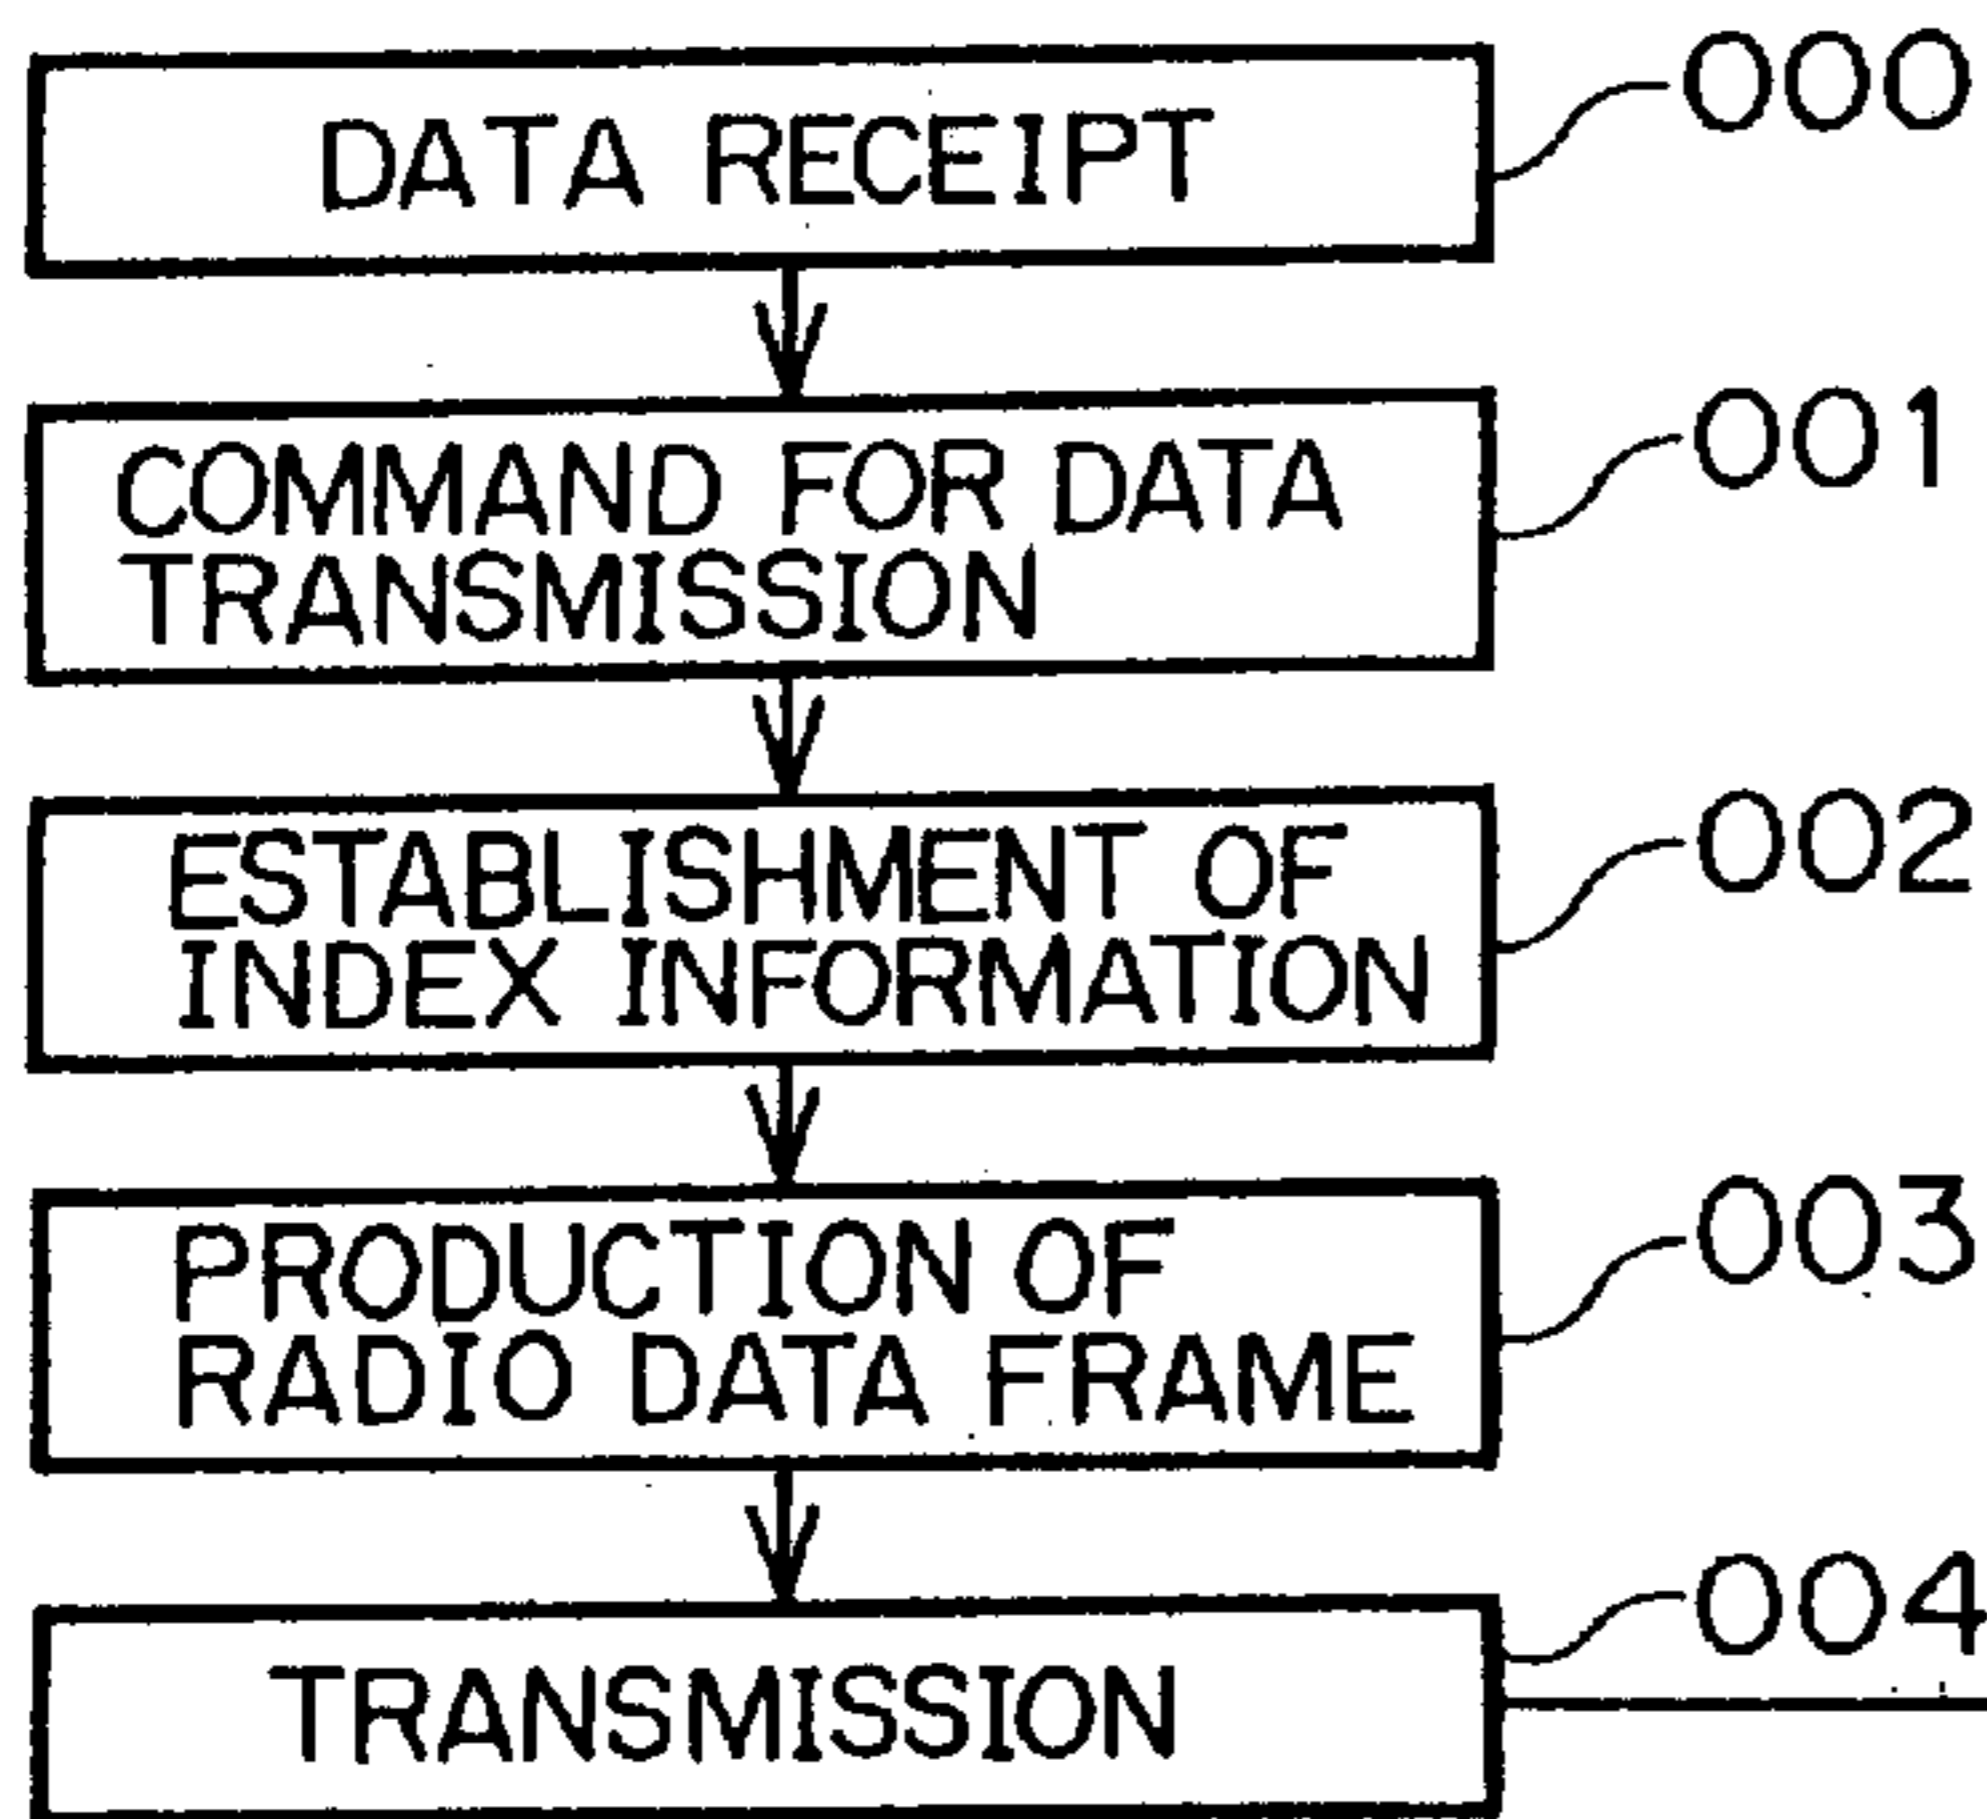 DATA RECEIPT
000
COMMAND FOR DATA
TRANSMISSION
001
ESTABLISHMENT OF
INDEX INFORMATION
002
PRODUCTION OF
RADIO DATA FRAME
003
TRANSMISSION
004